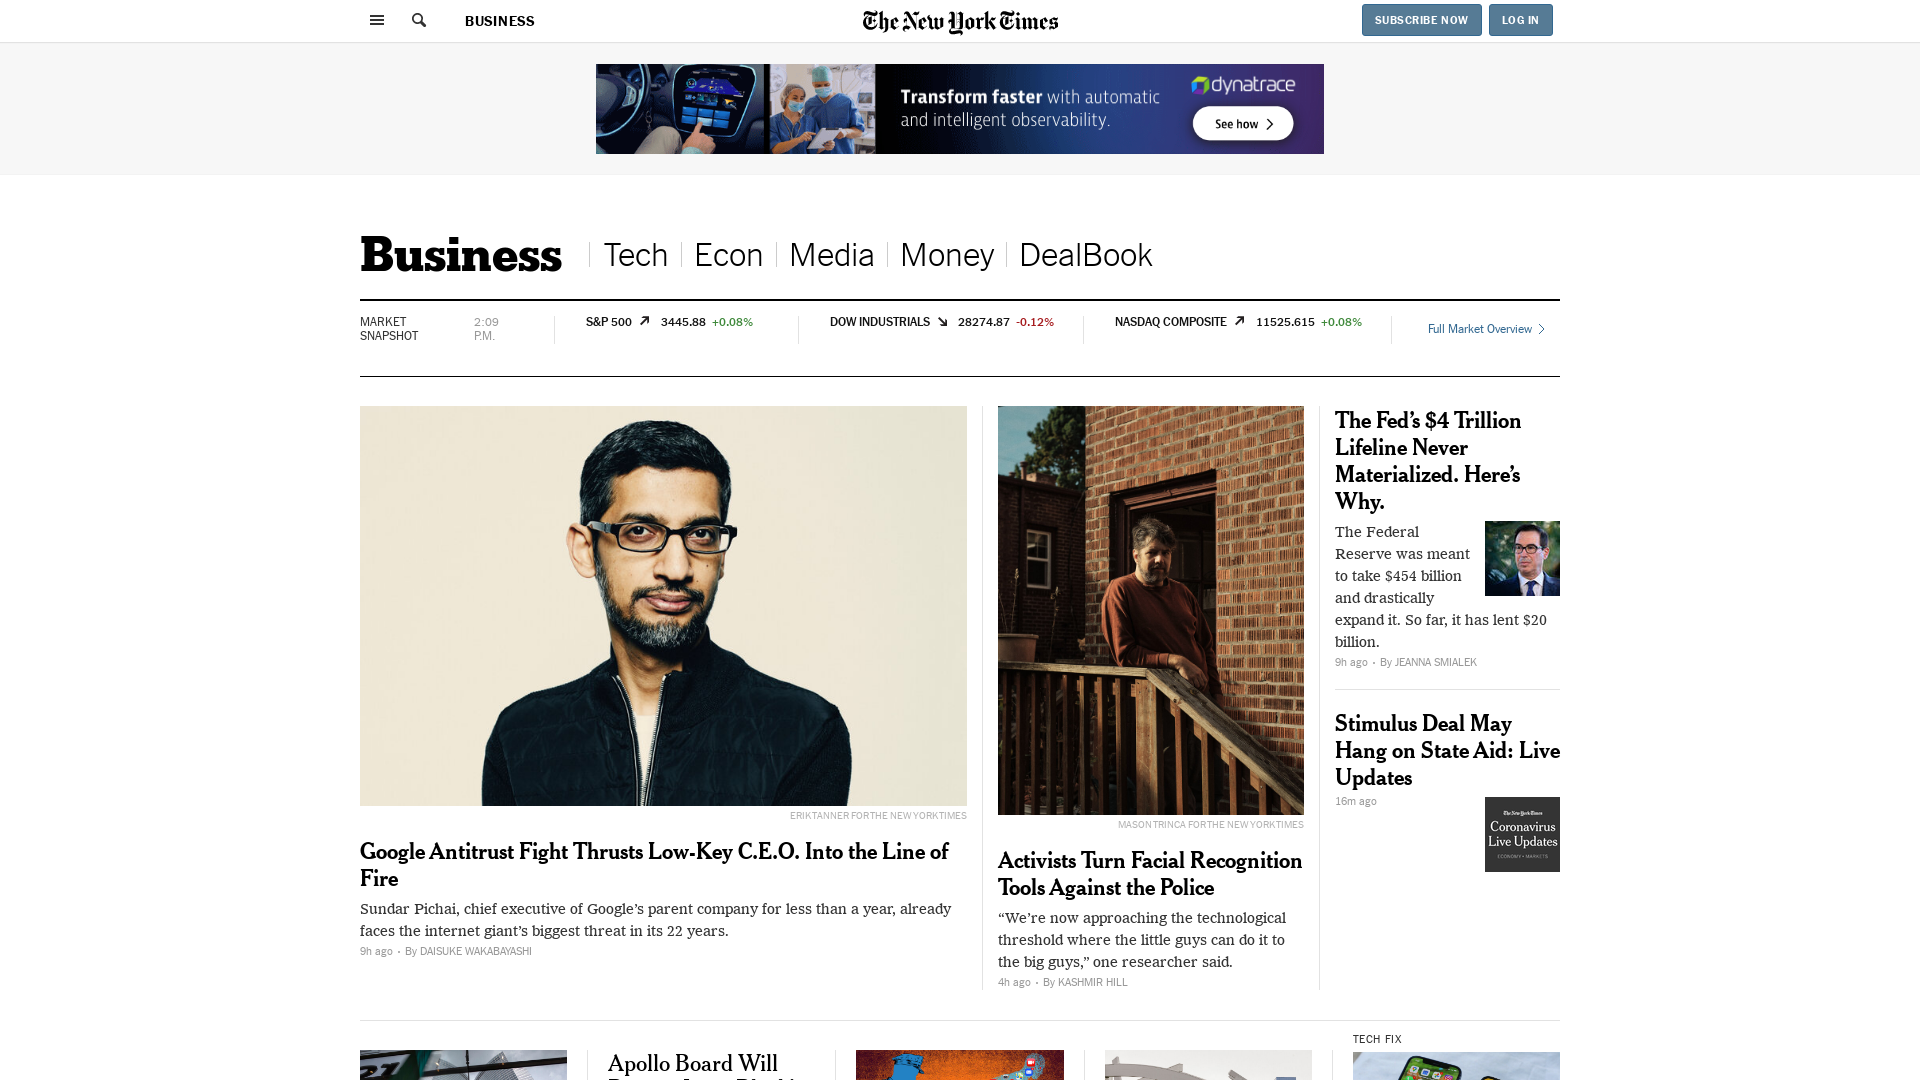 BUSINESS
The New York Times
SUBSCRIBE NOW
LOG IN
Transform faster with automatic
and intelligent observability.
dynatrace
See how
Business
Tech
Econ
Media
Money
DealBook
MARKET
SNAPSHOT
2:09
P.M.
S&P 500 3445.88 +0.08%
DOW INDUSTRIALS 28274.87 -0.12%
NASDAQ COMPOSITE 11525.615 +0.08%
Full Market Overview
ERIK TANNER FOR THE NEW YORK TIMES
Google Antitrust Fight Thrusts Low-Key C.E.O. Into the Line of
Fire
Sundar Pichai, chief executive of Google’s parent company for less than a year, already
faces the internet giant’s biggest threat in its 22 years.
9h ago • By DAISUKE WAKABAYASHI
MASON TRINCA FOR THE NEW YORK TIMES
Activists Turn Facial Recognition
Tools Against the Police
“We’re now approaching the technological
threshold where the little guys can do it to
the big guys,” one researcher said.
4h ago • By KASHMIR HILL
The Fed’s $4 Trillion
Lifeline Never
Materialized. Here’s
Why.
The Federal
Reserve was meant
to take $454 billion
and drastically
expand it. So far, it has lent $20
billion.
9h ago • By JEANNA SMIALEK
Stimulus Deal May
Hang on State Aid: Live
Updates
16m ago
The New York Times
Coronavirus
Live Updates
ECONOMY • MARKETS
Apollo Board Will
TECH FIX